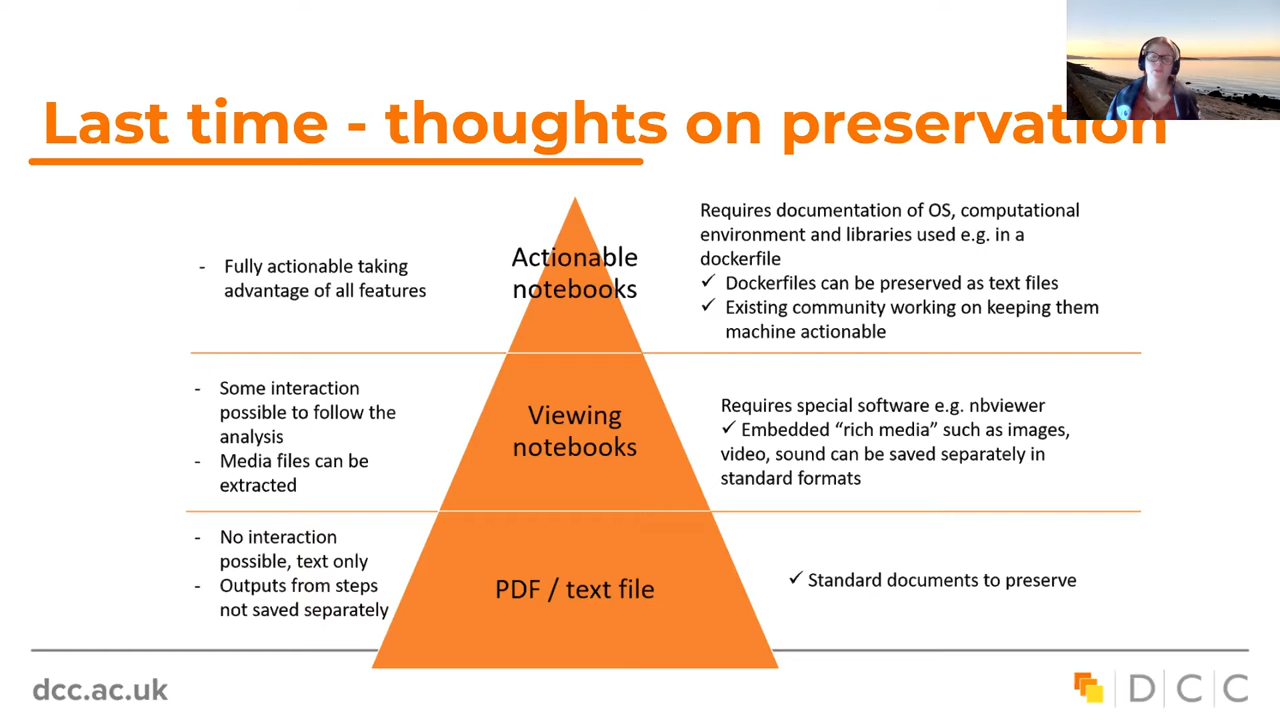 Last time - thoughts on preservation
- Fully actionable taking
advantage of all features
Actionable
notebooks
Requires documentation of OS, computational
environment and libraries used e.g. in a
dockerfile
✓ Dockerfiles can be preserved as text files
✓ Existing community working on keeping them
machine actionable
- Some interaction
possible to follow the
analysis
- Media files can be
extracted
Viewing
notebooks
Requires special software e.g. nbviewer
✓ Embedded “rich media” such as images,
video, sound can be saved separately in
standard formats
- No interaction
possible, text only
- Outputs from steps
not saved separately
PDF / text file
✓ Standard documents to preserve
dcc.ac.uk
D|C|C